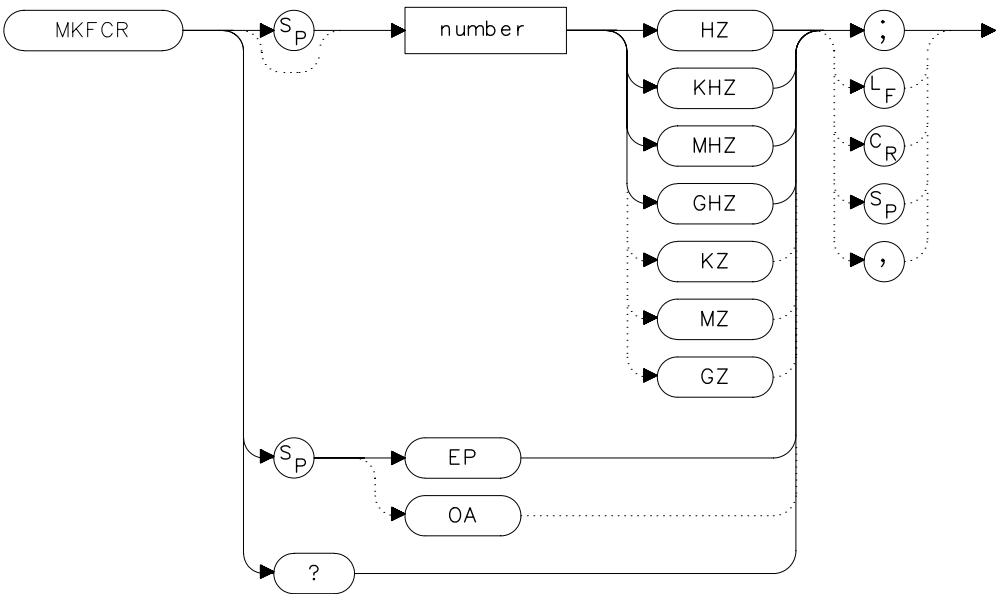 MKFCR
SP
number
HZ
;
KHZ
LF
MHZ
CR
GHZ
SP
KZ
,
MZ
GZ
SP
EP
OA
?